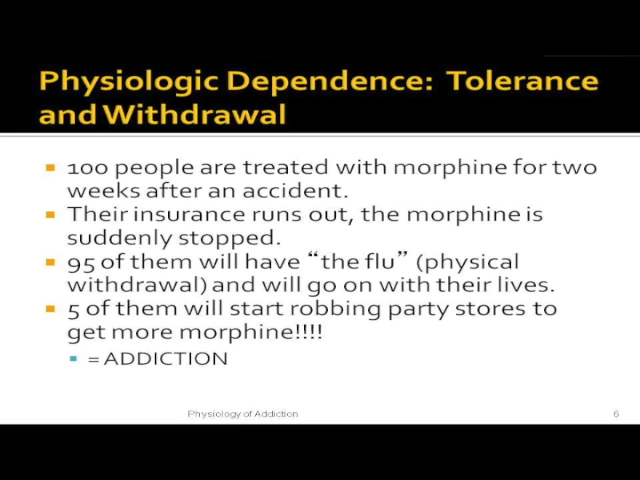 Physiologic Dependence: Tolerance
and Withdrawal
100 people are treated with morphine for two
weeks after an accident.
Their insurance runs out, the morphine is
suddenly stopped.
95 of them will have “the flu” (physical
withdrawal) and will go on with their lives.
5 of them will start robbing party stores to
get more morphine!!!!
= ADDICTION
Physiology of Addiction
6